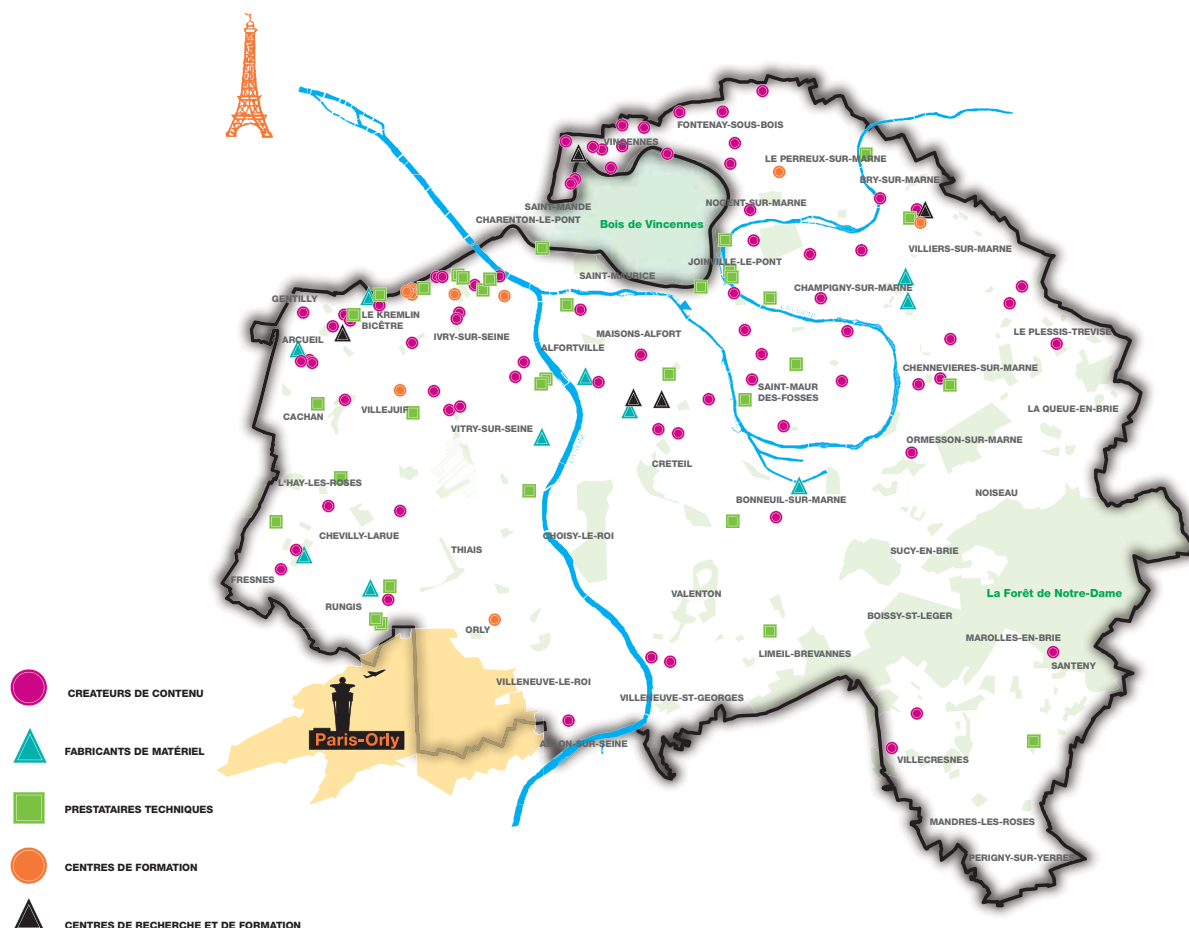 FONTENAY-SOUS-BOIS
VINCENNES
LE PERREUX-SUR-MARNE
BRY-SUR-MARNE
SAINT-MANDE
NOGENT-SUR-MARNE
CHARENTON-LE-PONT
Bois de Vincennes
VILLIERS-SUR-MARNE
JOINVILLE-LE-PONT
SAINT-MAURICE
CHAMPIGNY-SUR-MARNE
GENTILLY
LE KREMLIN
BICÊTRE
LE PLESSIS-TREVISE
ARCUEIL
IVRY-SUR-SEINE
MAISONS-ALFORT
ALFORTVILLE
CHENNEVIERES-SUR-MARNE
SAINT-MAUR
DES-FOSSES
CACHAN
VILLEJUIF
LA QUEUE-EN-BRIE
VITRY-SUR-SEINE
ORMESSON-SUR-MARNE
CRETEIL
L'HAY-LES-ROSES
NOISEAU
BONNEUIL-SUR-MARNE
CHEVILLY-LARUE
CHOISY-LE-ROI
THIAIS
SUCY-EN-BRIE
FRESNES
RUNGIS
VALENTON
La Forêt de Notre-Dame
BOISSY-ST-LEGER
ORLY
MAROLLES-EN-BRIE
LIMEIL-BREVANNES
SANTENY
VILLENEUVE-LE-ROI
CREATEURS DE CONTENU
VILLENEUVE-ST-GEORGES
Paris-Orly
ABLON-SUR-SEINE
FABRICANTS DE MATÉRIEL
VILLECRESNES
PRESTATAIRES TECHNIQUES
MANDRES-LES-ROSES
PERIGNY-SUR-YERRES
CENTRES DE FORMATION
CENTRES DE RECHERCHE ET DE FORMATION